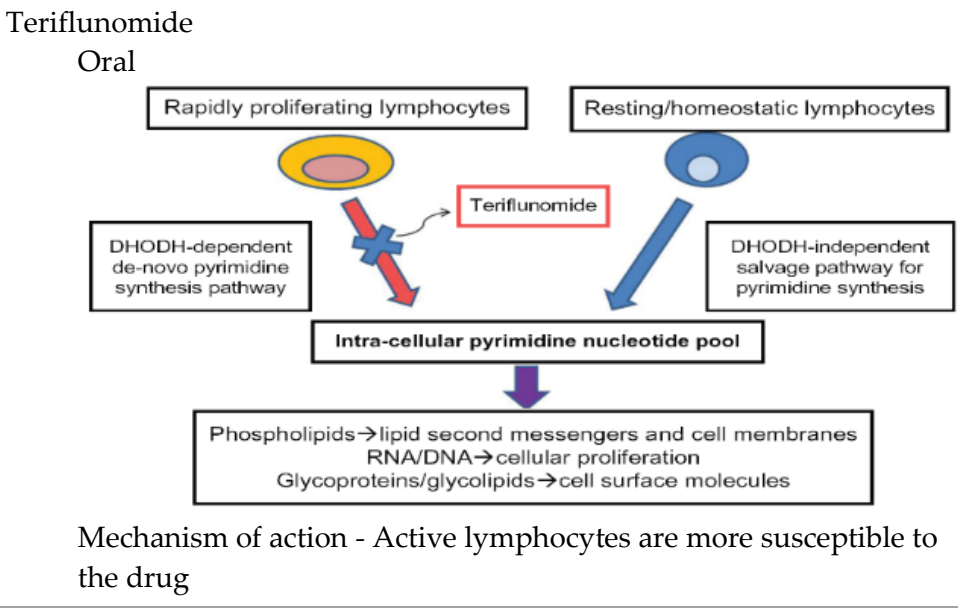 Teriflunomide
Oral
Rapidly proliferating lymphocytes
Resting/homeostatic lymphocytes
Teriflunomide
DHODH-dependent
de-novo pyrimidine
synthesis pathway
DHODH-independent
salvage pathway for
pyrimidine synthesis
Intra-cellular pyrimidine nucleotide pool
Phospholipids→lipid second messengers and cell membranes
RNA/DNA→cellular proliferation
Glycoproteins/glycolipids→cell surface molecules
Mechanism of action - Active lymphocytes are more susceptible to
the drug